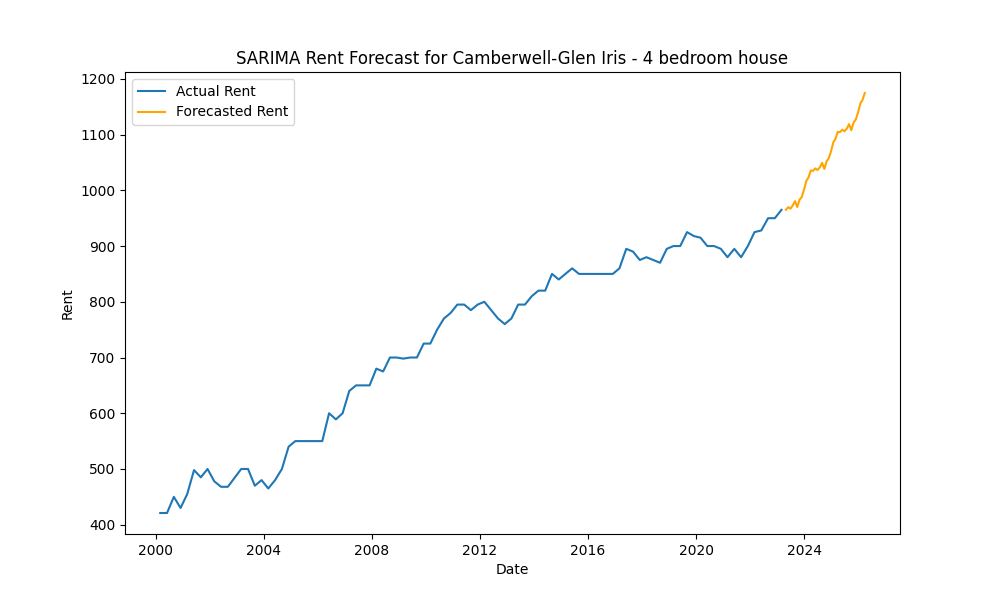 SARIMA Rent Forecast for Camberwell-Glen Iris - 4 bedroom house
Actual Rent
Forecasted Rent
1200
1100
1000
900
800
700
600
500
400
Rent
2000 2004 2008 2012 2016 2020 2024
Date